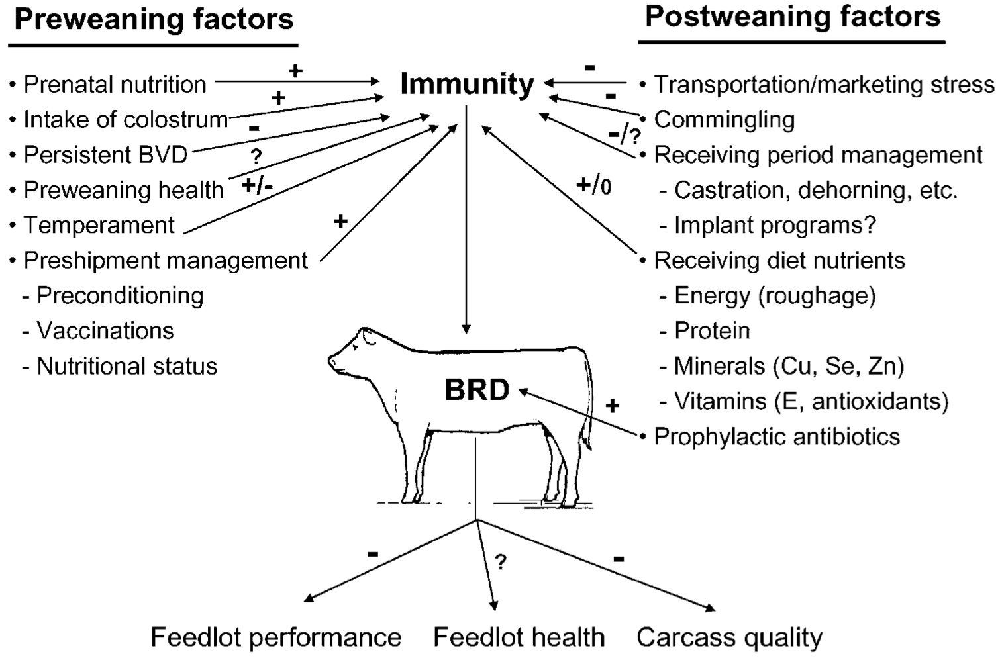 Preweaning factors
• Prenatal nutrition
• Intake of colostrum
• Persistent BVD
• Preweaning health
• Temperament
• Preshipment management
- Preconditioning
- Vaccinations
- Nutritional status
+
+
-
?
+/-
+
Immunity
BRD
Postweaning factors
• Transportation/marketing stress
• Commingling
• Receiving period management
- Castration, dehorning, etc.
- Implant programs?
• Receiving diet nutrients
- Energy (roughage)
- Protein
- Minerals (Cu, Se, Zn)
- Vitamins (E, antioxidants)
• Prophylactic antibiotics
-
-
-/?
+/0
+
-
?
-
Feedlot performance
Feedlot health
Carcass quality